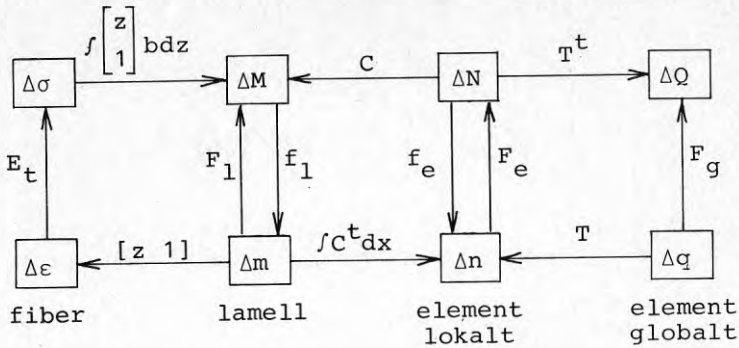 ∫[z 1] bdz
C
T^t
Δσ
ΔM
ΔN
ΔQ
E_t
F_l
f_l
f_e
F_e
F_g
[z 1]
∫C^t dx
T
Δε
Δm
Δn
Δq
fiber
lamell
element lokalt
element globalt